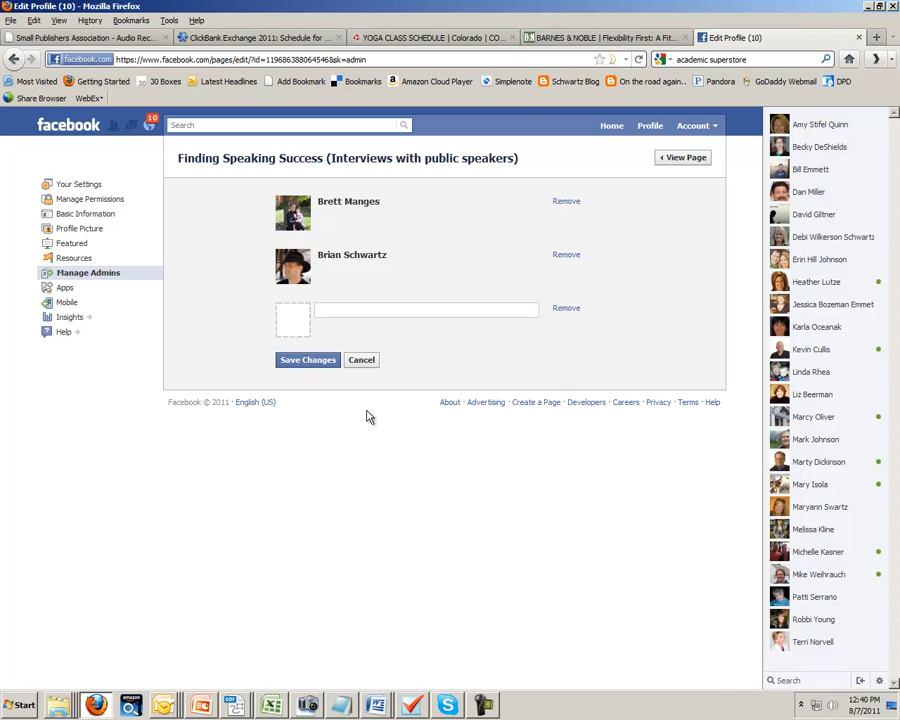 Edit Profile (10) - Mozilla Firefox
File Edit View History Bookmarks Tools Help
Small Publishers Association - Audio Rec...
ClickBank Exchange 2011: Schedule for ...
YOGA CLASS SCHEDULE | Colorado | CO...
BARNES & NOBLE | Flexibility First: A Fit...
Edit Profile (10)
facebook.com https://www.facebook.com/pages/edit/?id=119686388064546&sk=admin
academic superstore
Most Visited Getting Started 30 Boxes Latest Headlines Add Bookmark Bookmarks Amazon Cloud Player Simplenote Schwartz Blog On the road again.. Pandora GoDaddy Webmail DPD
Share Browser WebEx
facebook 10 Search Home Profile Account
Finding Speaking Success (Interviews with public speakers)
View Page
Your Settings
Manage Permissions
Basic Information
Profile Picture
Featured
Resources
Manage Admins
Apps
Mobile
Insights
Help
Brett Manges Remove
Brian Schwartz Remove
Remove
Save Changes Cancel
Facebook © 2011 · English (US)
About · Advertising · Create a Page · Developers · Careers · Privacy · Terms · Help
Amy Stifel Quinn
Becky DeShields
Bill Emmett
Dan Miller
David Giltner
Debi Wilkerson Schwartz
Erin Hill Johnson
Heather Lutze
Jessica Bozeman Emmet
Karla Oceanak
Kevin Cullis
Linda Rhea
Liz Beerman
Marcy Oliver
Mark Johnson
Marty Dickinson
Mary Isola
Maryann Swartz
Melissa Kline
Michelle Kasner
Mike Weihrauch
Patti Serrano
Robbi Young
Terri Norvell
Search
Start
amazon
12:40 PM
8/7/2011